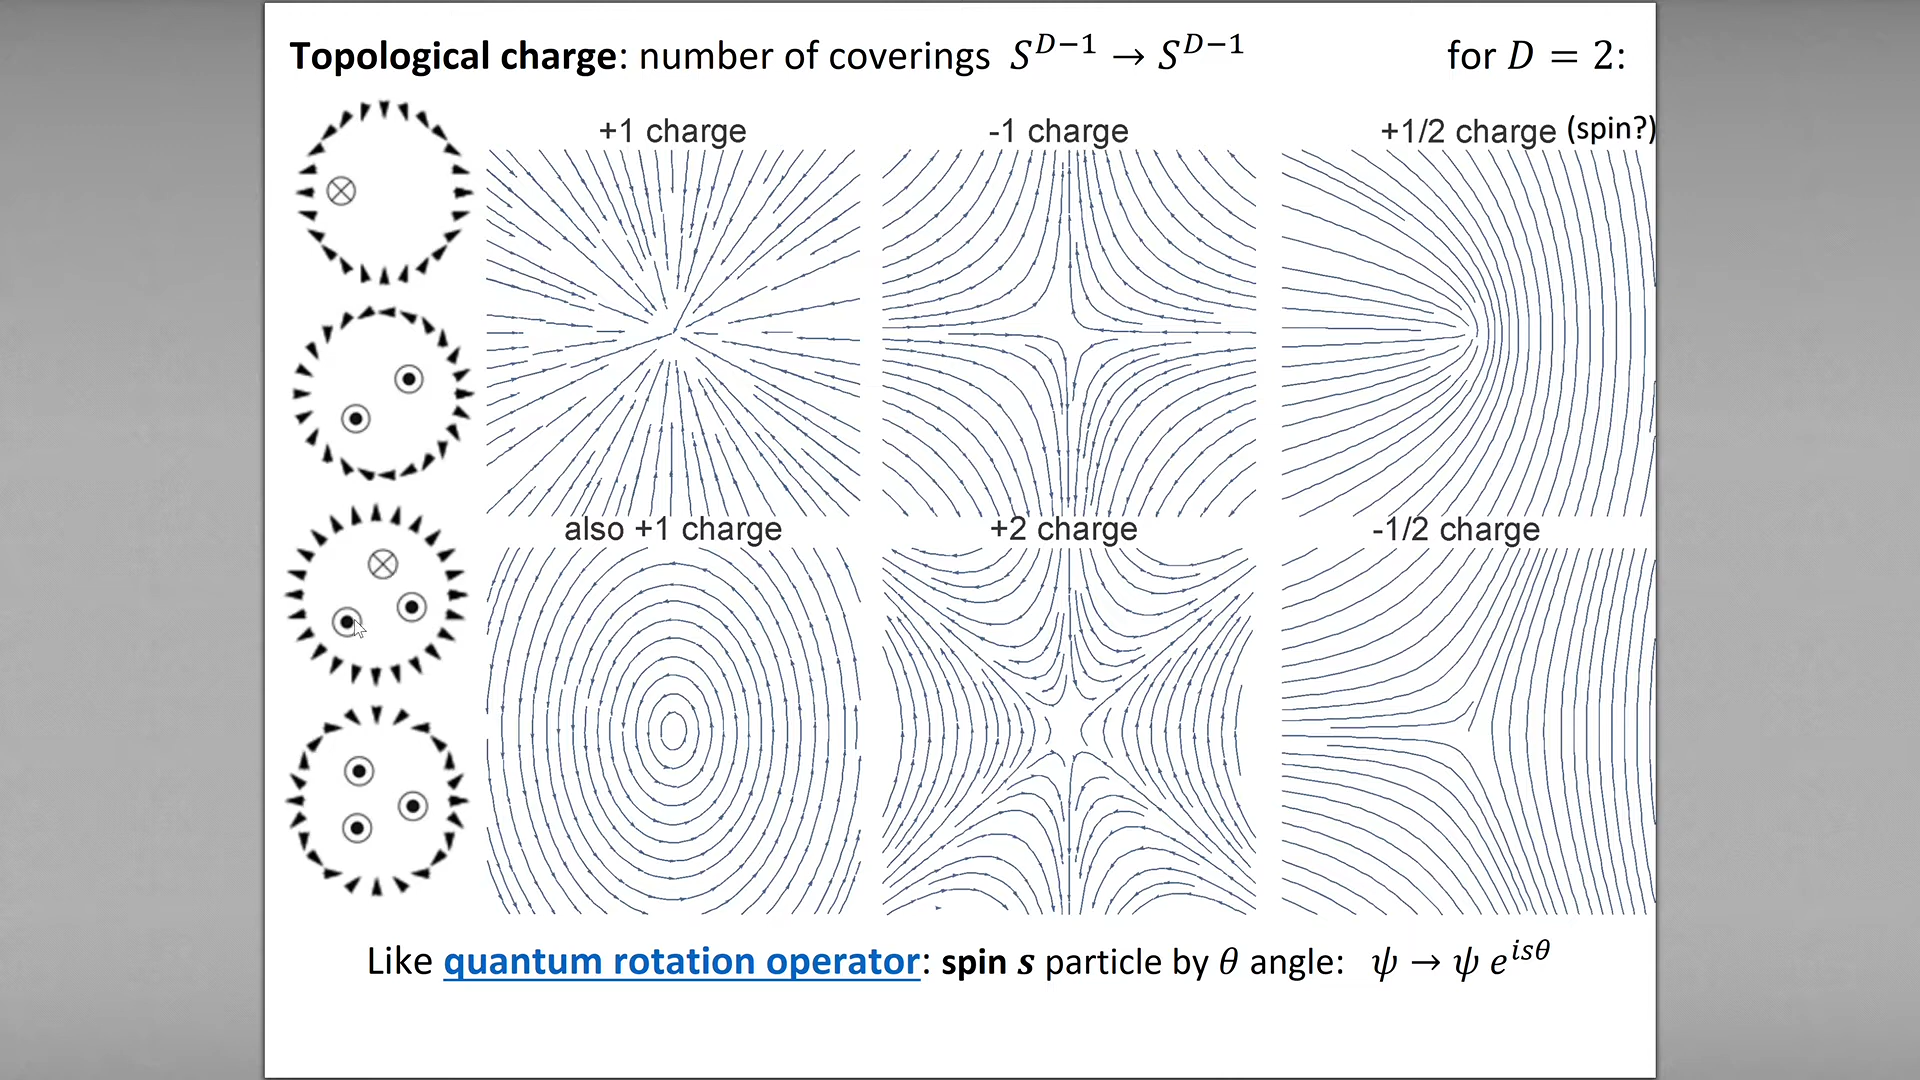 Topological charge: number of coverings S^{D−1} → S^{D−1} for D = 2:
+1 charge
-1 charge
+1/2 charge (spin?)
also +1 charge
+2 charge
-1/2 charge
Like quantum rotation operator: spin s particle by θ angle: ψ → ψ e^{isθ}